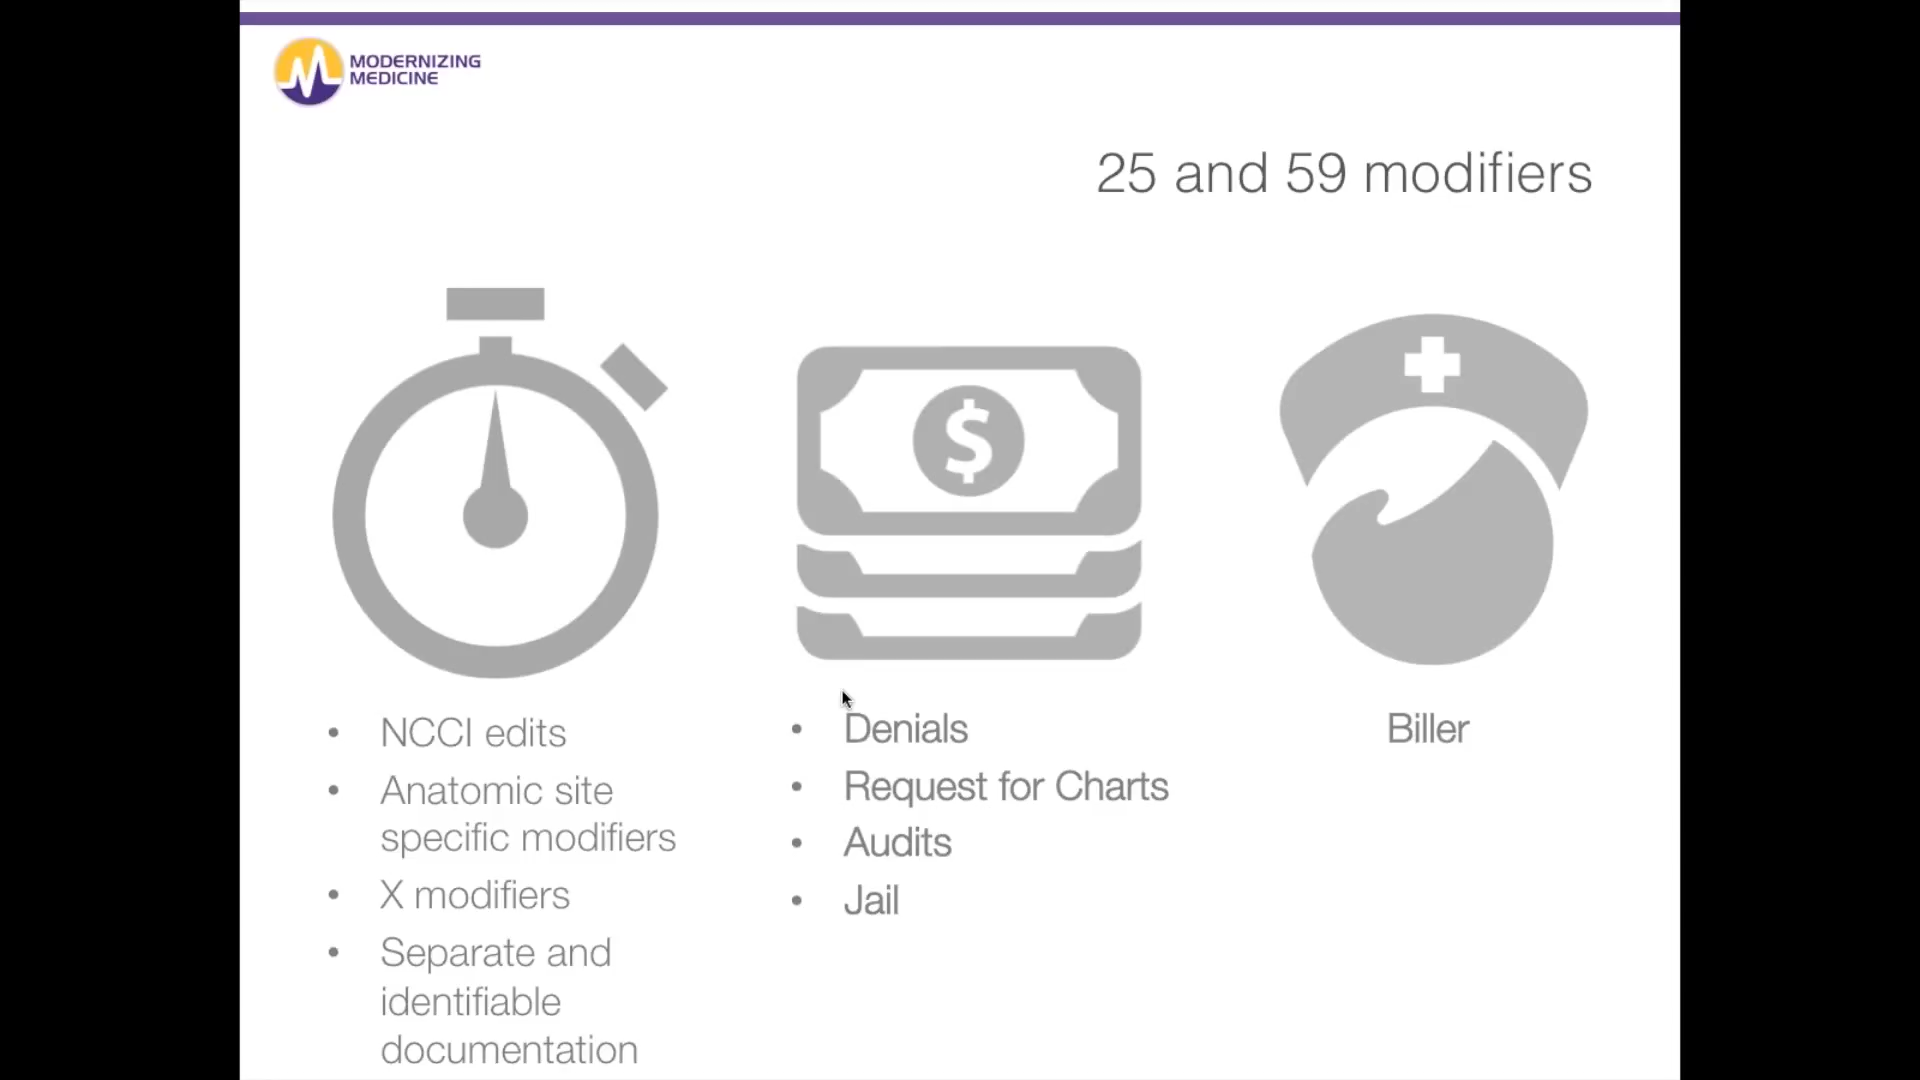 MODERNIZING
MEDICINE
25 and 59 modifiers
$
• NCCI edits
• Anatomic site
specific modifiers
• X modifiers
• Separate and
identifiable
documentation
• Denials
• Request for Charts
• Audits
• Jail
Biller